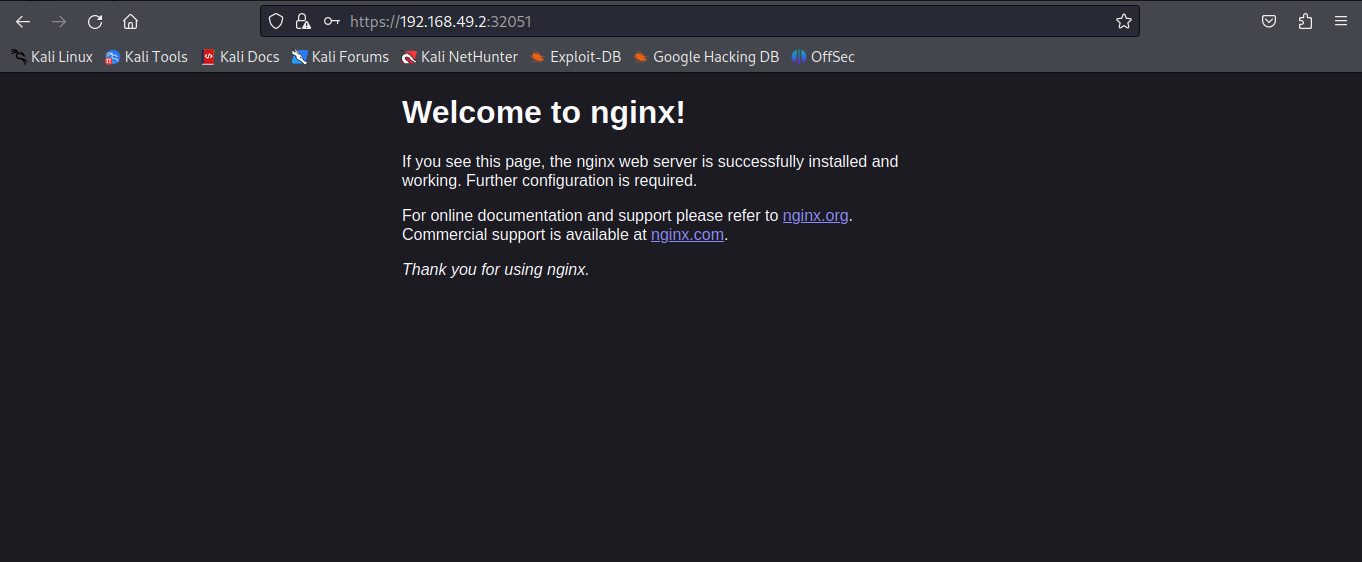 https://192.168.49.2:32051
Kali Linux Kali Tools Kali Docs Kali Forums Kali NetHunter Exploit-DB Google Hacking DB OffSec
Welcome to nginx!
If you see this page, the nginx web server is successfully installed and
working. Further configuration is required.
For online documentation and support please refer to nginx.org.
Commercial support is available at nginx.com.
Thank you for using nginx.